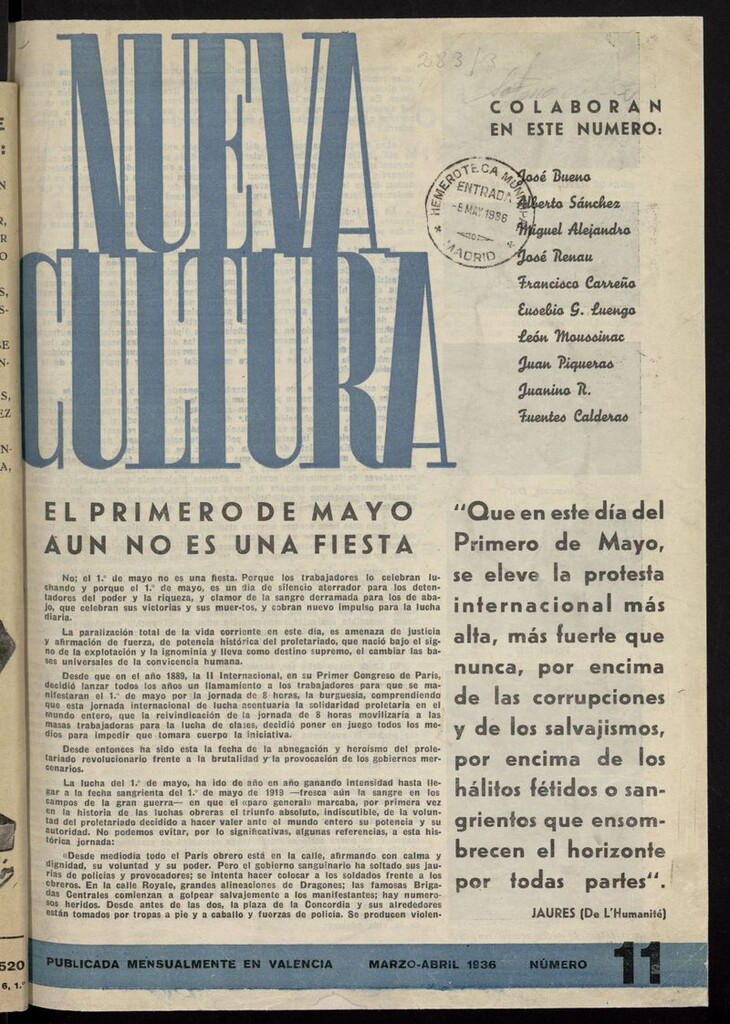 NUEVA
CULTURA
283/3
COLABORAN
EN ESTE NUMERO:
José Bueno
Alberto Sánchez
Miguel Alejandro
José Renau
Francisco Carreño
Eusebio G. Luengo
León Moussinac
Juan Piqueras
Juanino R.
Fuentes Calderas
HEMEROTECA MUNICIPAL
ENTRADA
-8 MAY 1936
MADRID
EL PRIMERO DE MAYO
AUN NO ES UNA FIESTA
No; el 1.º de mayo no es una fiesta. Porque los trabajadores lo celebran lu-
chando y porque el 1.º de mayo, es un día de silencio aterrador para los deten-
tadores del poder y la riqueza, y clamor de la sangre derramada para los de aba-
jo, que celebran sus victorias y sus muer-tos, y cobran nuevo impulso para la lucha
diaria.
La paralización total de la vida corriente en este día, es amenaza de justicia
y afirmación de fuerza, de potencia histórica del proletariado, que nació bajo el sig-
no de la explotación y la ignominia y lleva como destino supremo, el cambiar las ba-
ses universales de la convicencia humana.
Desde que en el año 1889, la II Internacional, en su Primer Congreso de París,
decidió lanzar todos los años un llamamiento a los trabajadores para que se ma-
nifestaran el 1.º de mayo por la jornada de 8 horas, la burguesía, comprendiendo
que esta jornada internacional de lucha acentuaría la solidaridad proletaria en el
mundo entero, que la reivindicación de la jornada de 8 horas movilizaría a las
masas trabajadoras para la lucha de clases, decidió poner en juego todos los me-
dios para impedir que tomara cuerpo la iniciativa.
Desde entonces ha sido esta la fecha de la abnegación y heroísmo del prole-
tariado revolucionario frente a la brutalidad y la provocación de los gobiernos mer-
cenarios.
La lucha del 1.º de mayo, ha ido de año en año ganando intensidad hasta lle-
gar a la fecha sangrienta del 1.º de mayo de 1919 —fresca aún la sangre en los
campos de la gran guerra— en que el «paro general» marcaba, por primera vez
en la historia de las luchas obreras el triunfo absoluto, indiscutible, de la volun-
tad del proletariado decidido a hacer valer ante el mundo entero su potencia y su
autoridad. No podemos evitar, por lo significativas, algunas referencias, a esta his-
tórica jornada:
«Desde mediodía todo el París obrero está en la calle, afirmando con calma y
dignidad, su voluntad y su poder. Pero el gobierno sanguinario ha soltado sus jau-
rías de policías y provocadores; se intenta hacer colocar a los soldados frente a los
obreros. En la calle Royale, grandes alineaciones de Dragones; las famosas Briga-
das Centrales comienzan a golpear salvajemente a los manifestantes; hay numero-
sos heridos. Desde antes de las dos, la plaza de la Concordia y sus alrededores
están tomados por tropas a pie y a caballo y fuerzas de policía. Se producen violen-
"Que en este día del
Primero de Mayo,
se eleve la protesta
internacional más
alta, más fuerte que
nunca, por encima
de las corrupciones
y de los salvajismos,
por encima de los
hálitos fétidos o san-
grientos que ensom-
brecen el horizonte
por todas partes".
JAURES (De L'Humanité)
PUBLICADA MENSUALMENTE EN VALENCIA MARZO-ABRIL 1936 NÚMERO 11